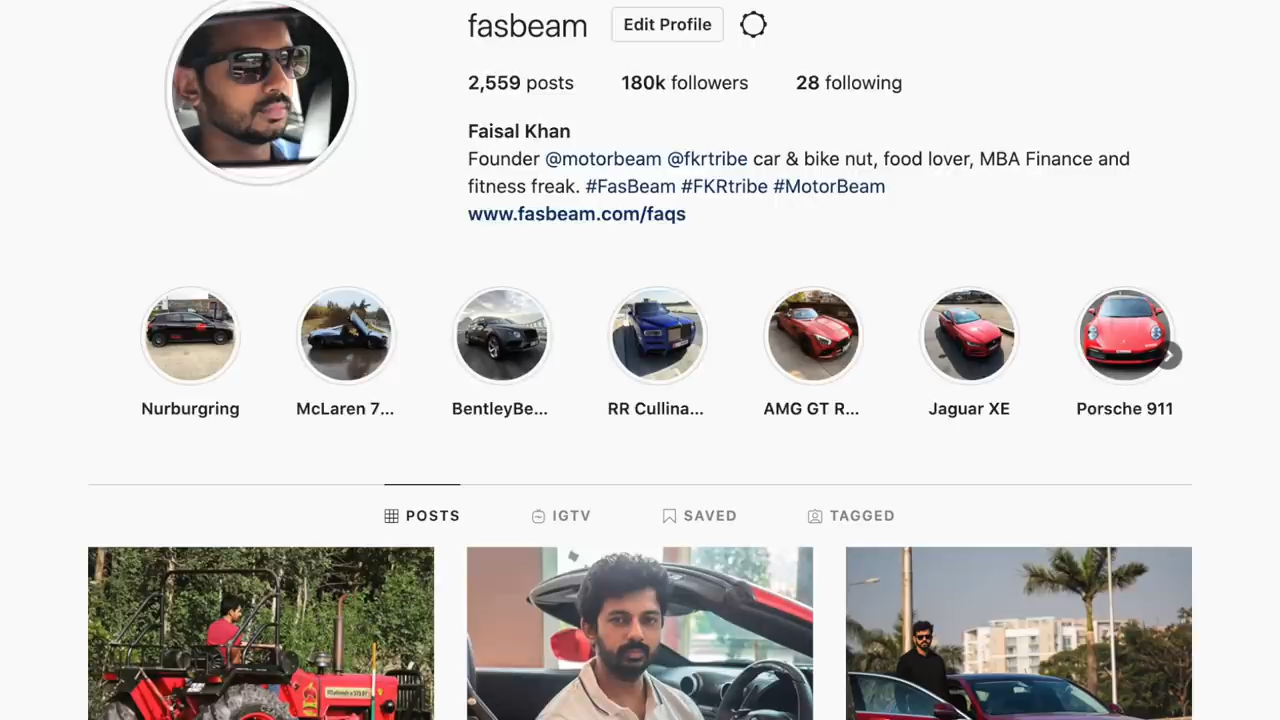 fasbeam Edit Profile
2,559 posts 180k followers 28 following
Faisal Khan
Founder @motorbeam @fkrtribe car & bike nut, food lover, MBA Finance and
fitness freak. #FasBeam #FKRtribe #MotorBeam
www.fasbeam.com/faqs
Nurburgring McLaren 7... BentleyBe... RR Cullina... AMG GT R... Jaguar XE Porsche 911
POSTS IGTV SAVED TAGGED